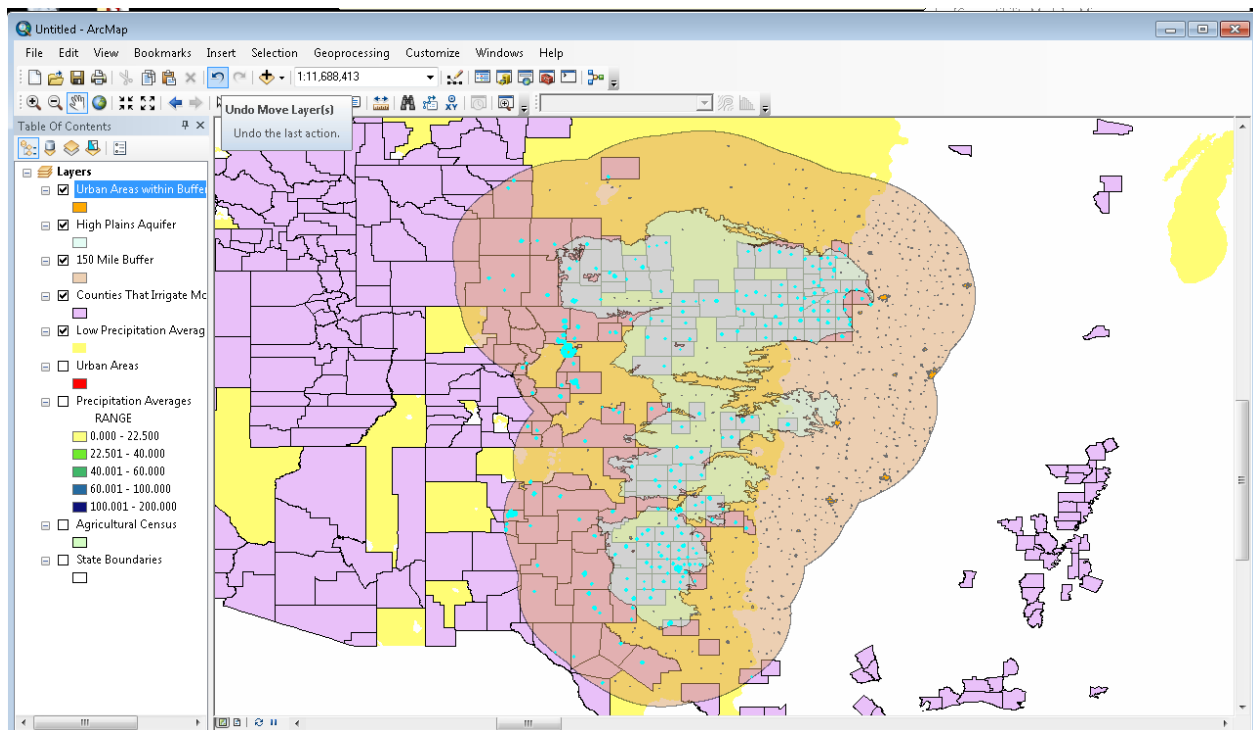 Untitled - ArcMap
File Edit View Bookmarks Insert Selection Geoprocessing Customize Windows Help
1:11,688,413
Undo Move Layer(s)
Undo the last action.
Table Of Contents
Layers
Urban Areas within Buffe
High Plains Aquifer
150 Mile Buffer
Counties That Irrigate Mc
Low Precipitation Averag
Urban Areas
Precipitation Averages
RANGE
0.000 - 22.500
22.501 - 40.000
40.001 - 60.000
60.001 - 100.000
100.001 - 200.000
Agricultural Census
State Boundaries